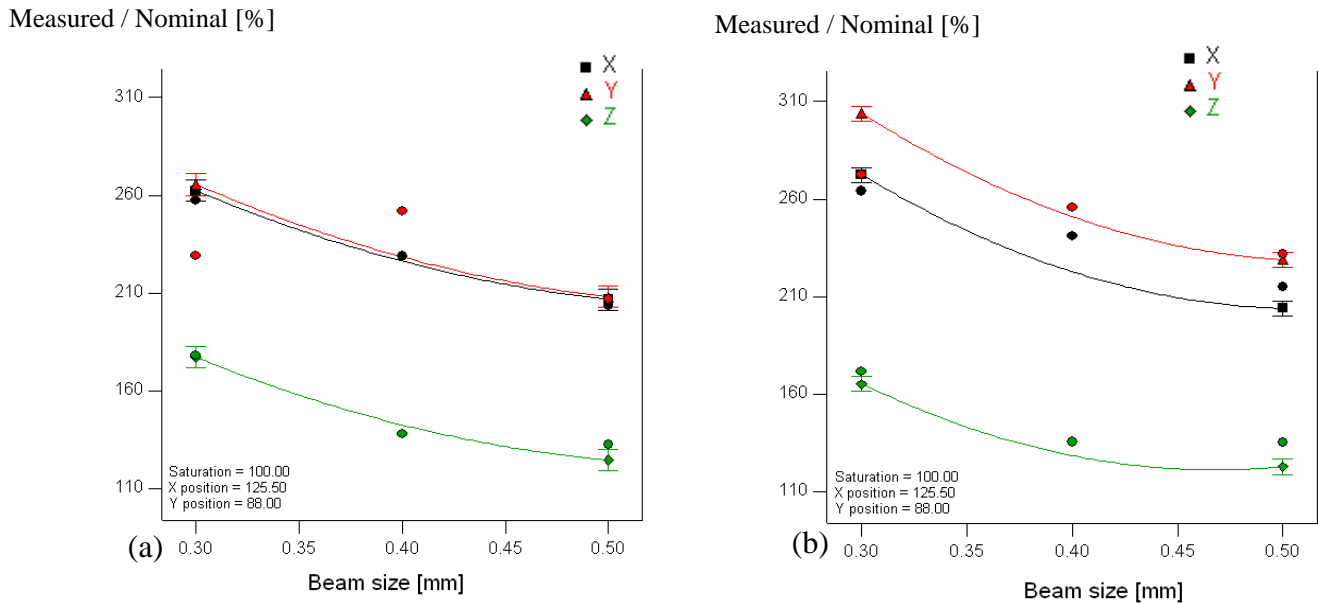 Measured / Nominal [%]
X
Y
Z
310
260
210
160
110
Saturation = 100.00
X position = 125.50
Y position = 88.00
(a)
0.30
0.35
0.40
0.45
0.50
Beam size [mm]
Measured / Nominal [%]
X
Y
Z
310
260
210
160
110
Saturation = 100.00
X position = 125.50
Y position = 88.00
(b)
0.30
0.35
0.40
0.45
0.50
Beam size [mm]